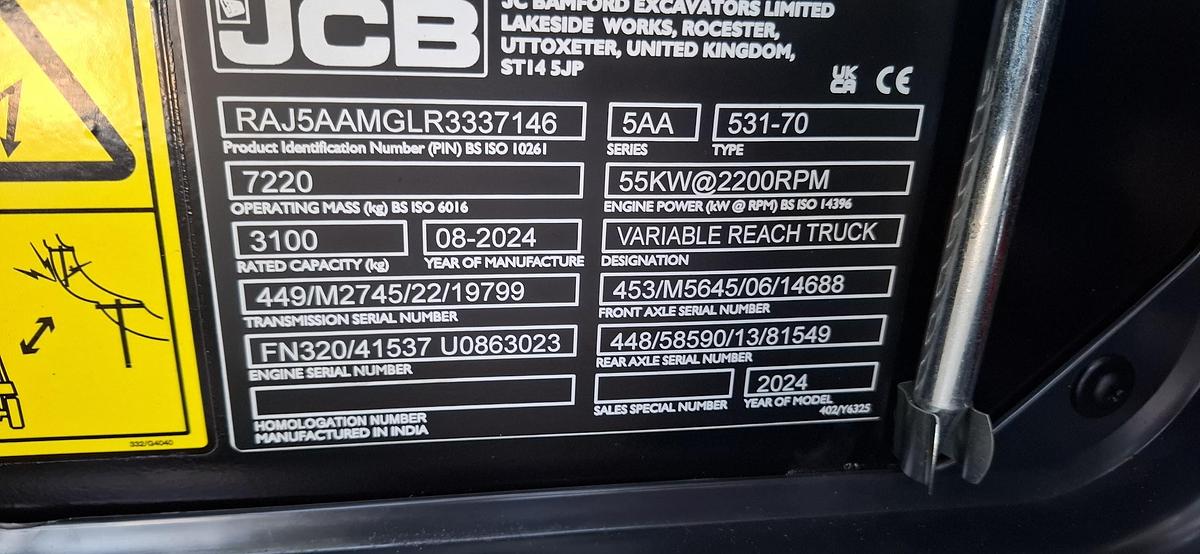 JCB
JC BAMFORD EXCAVATORS LIMITED
LAKESIDE WORKS, ROCESTER,
UTTOXETER, UNITED KINGDOM,
ST14 5JP
UK
CA CE
RAJ5AAMGLR3337146
Product Identification Number (PIN) BS ISO 10261
5AA
SERIES
531-70
TYPE
7220
OPERATING MASS (kg) BS ISO 6016
55KW@2200RPM
ENGINE POWER (kW @ RPM) BS ISO 14396
3100
RATED CAPACITY (kg)
08-2024
YEAR OF MANUFACTURE
VARIABLE REACH TRUCK
DESIGNATION
449/M2745/22/19799
TRANSMISSION SERIAL NUMBER
453/M5645/06/14688
FRONT AXLE SERIAL NUMBER
FN320/41537 U0863023
ENGINE SERIAL NUMBER
448/58590/13/81549
REAR AXLE SERIAL NUMBER
HOMOLOGATION NUMBER
MANUFACTURED IN INDIA
SALES SPECIAL NUMBER
2024
YEAR OF MODEL
402/Y6325
332/G4040